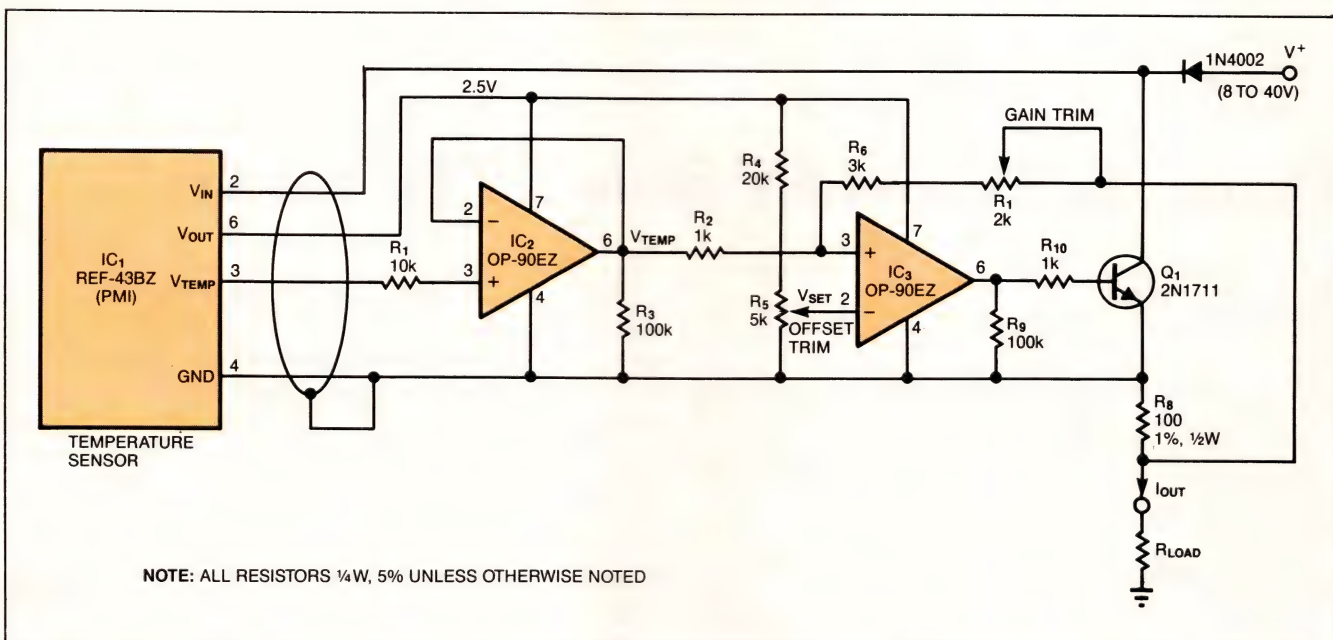 1N4002
V+
(8 TO 40V)
2.5V
GAIN TRIM
R4
20k
R6
3k
R1
2k
VIN
2
6
VOUT
IC1
REF-43BZ
(PMI)
VTEMP
3
R1
10k
2
−
7
IC2
OP-90EZ
6
VTEMP
3
+
4
R2
1k
3
+
7
IC3
OP-90EZ
6
R10
1k
Q1
2N1711
R5
5k
VSET
2
−
OFFSET
TRIM
4
R3
100k
R9
100k
GND
4
TEMPERATURE
SENSOR
R8
100
1%, ½W
IOUT
RLOAD
NOTE: ALL RESISTORS ¼W, 5% UNLESS OTHERWISE NOTED